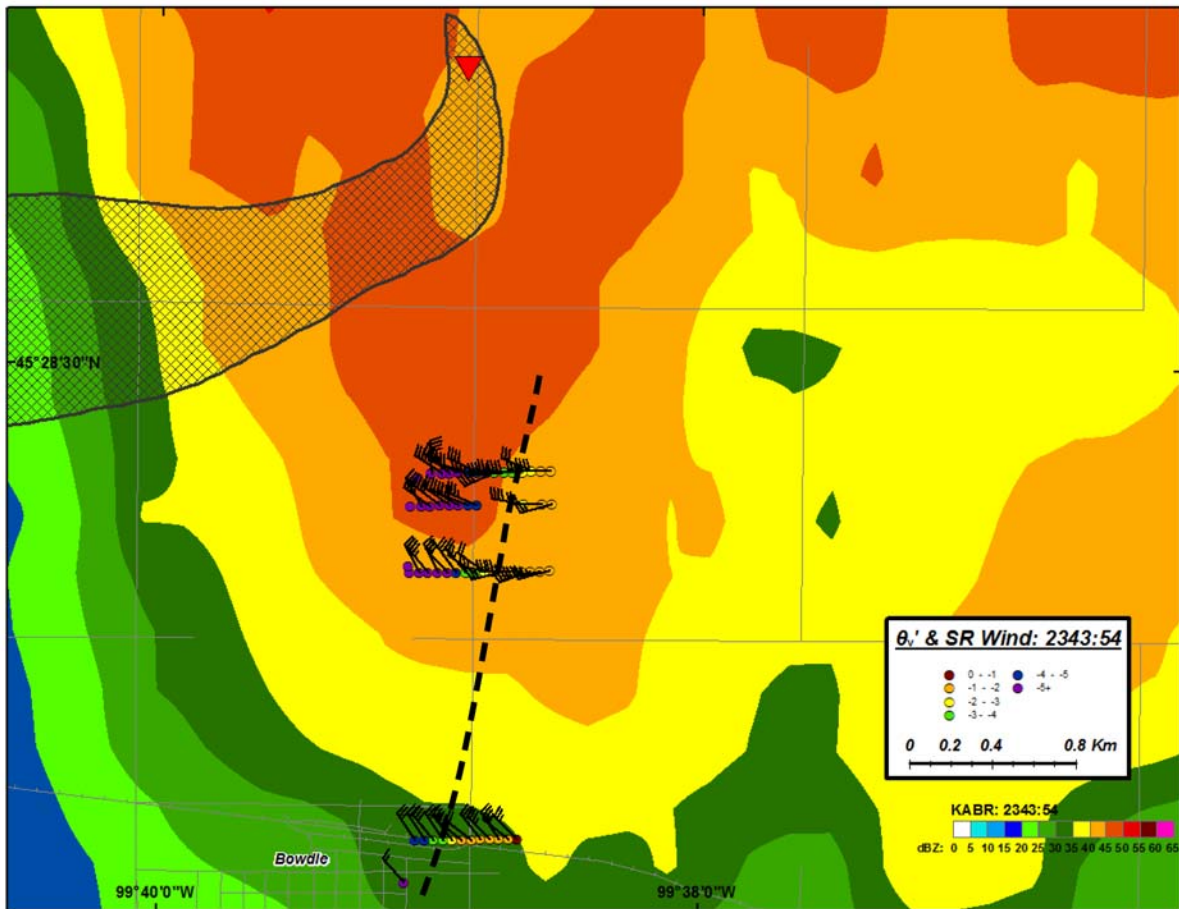 45°28'30"N
θv' & SR Wind: 2343:54
0 - -1
-4 - -5
-1 - -2
-5+
-2 - -3
-3 - -4
0 0.2 0.4 0.8 Km
KABR: 2343:54
dBZ: 0 5 10 15 20 25 30 35 40 45 50 55 60 65
Bowdle
99°40'0"W
99°38'0"W